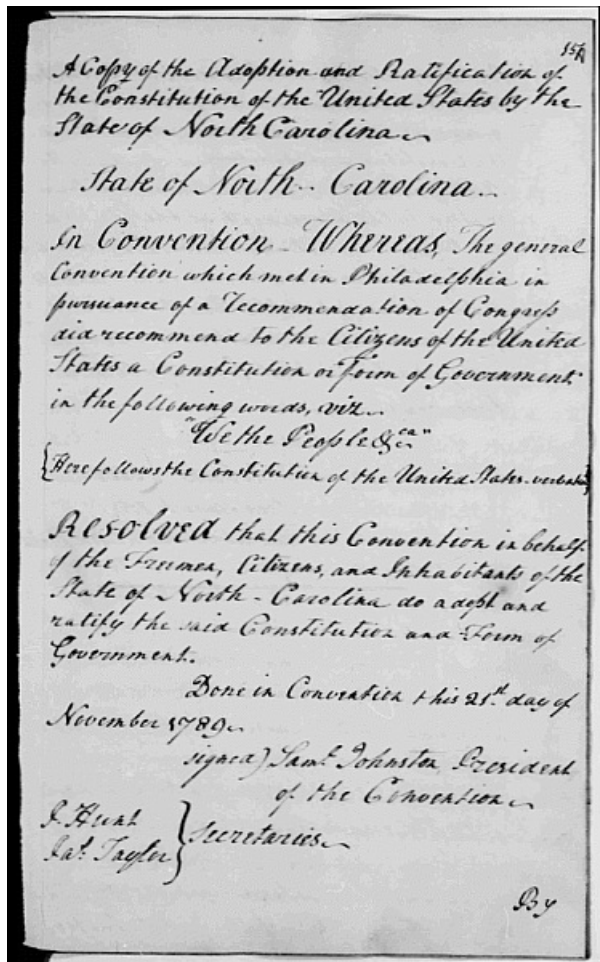 157
A Copy of the Adoption and Ratification of
the Constitution of the United States by the
State of North Carolina
State of North - Carolina
In Convention Whereas, The general
Convention which met in Philadelphia in
pursuance of a recommendation of Congress
did recommend to the Citizens of the United
States a Constitution or form of Government
in the following words, viz
"We the People &ca"
{Here follows the Constitution of the United States verbatim}
Resolved that this Convention in behalf
of the Freemen, Citizens, and Inhabitants of the
State of North - Carolina do adopt and
ratify the said Constitution and Form of
Government.
Done in Convention this 21st day of
November 1789
signed) Saml Johnston President
of the Convention
J. Hunt
Jas. Taylor } Secretaries
By